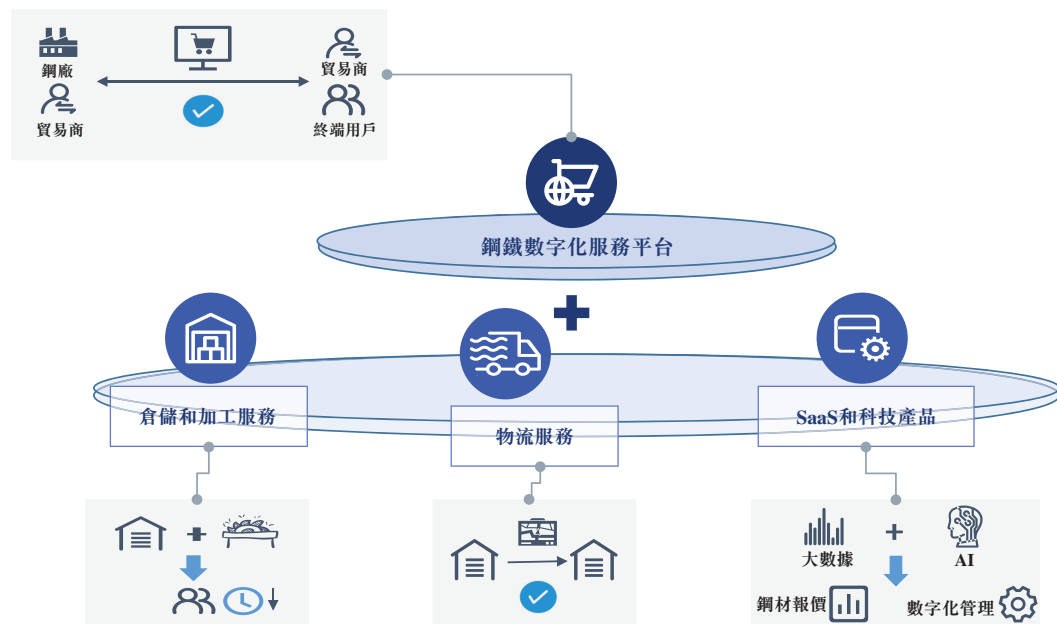 鋼廠
貿易商
貿易商
終端用戶
鋼鐵數字化服務平台
倉儲和加工服務
物流服務
SaaS和科技產品
大數據
AI
鋼材報價
數字化管理